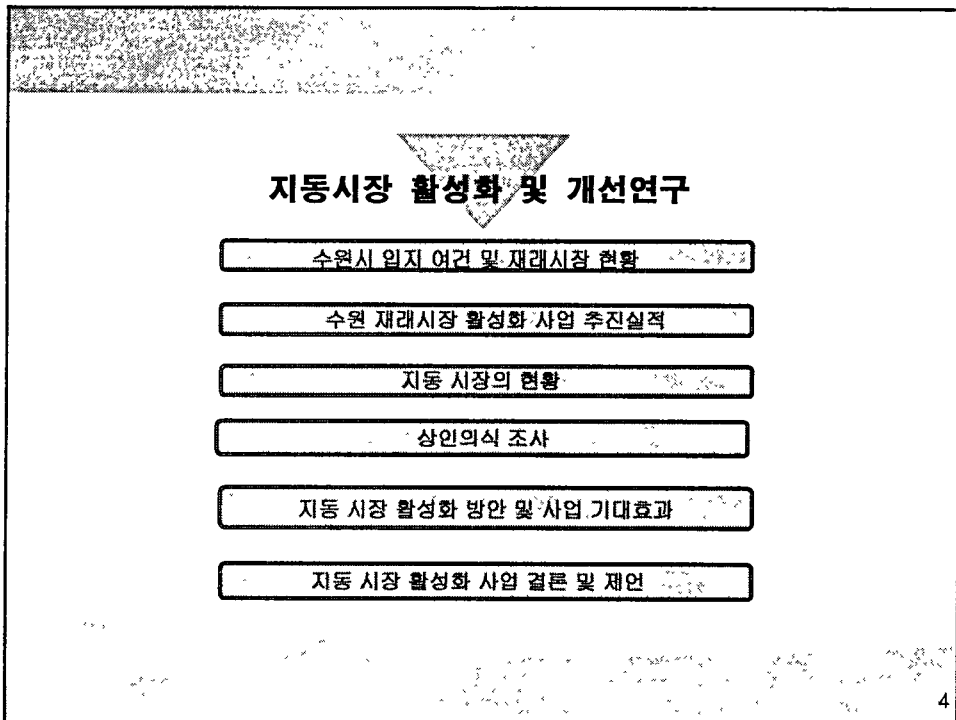 지동시장 활성화 및 개선연구
수원시 입지 여건 및 재래시장 현황
수원 재래시장 활성화 사업 추진실적
지동 시장의 현황
상인의식 조사
지동 시장 활성화 방안 및 사업 기대효과
지동 시장 활성화 사업 결론 및 제언
4